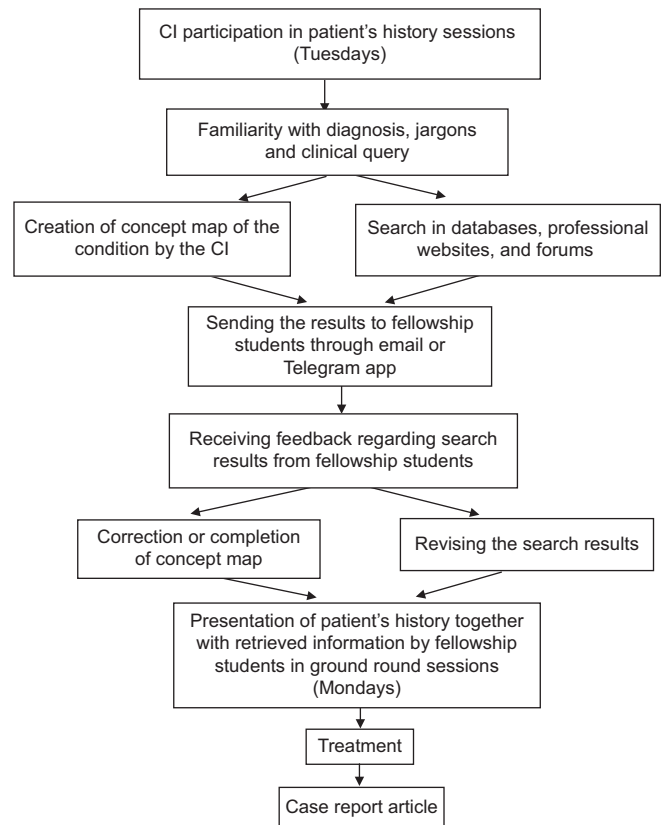 CI participation in patient's history sessions
(Tuesdays)
Familiarity with diagnosis, jargons
and clinical query
Creation of concept map of the
condition by the CI
Search in databases, professional
websites, and forums
Sending the results to fellowship
students through email or
Telegram app
Receiving feedback regarding search
results from fellowship students
Correction or completion
of concept map
Revising the search results
Presentation of patient's history together
with retrieved information by fellowship
students in ground round sessions
(Mondays)
Treatment
Case report article